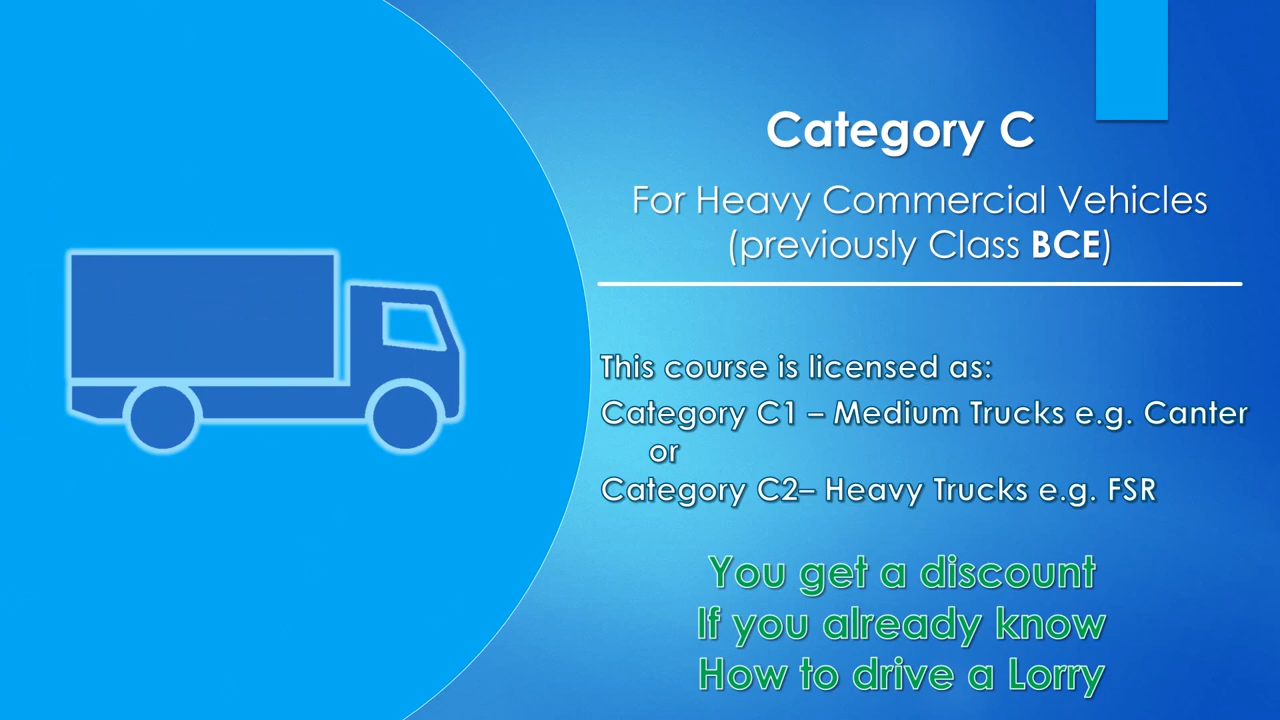 Category C
For Heavy Commercial Vehicles
(previously Class BCE)
This course is licensed as:
Category C1 – Medium Trucks e.g. Canter
or
Category C2– Heavy Trucks e.g. FSR
You get a discount
If you already know
How to drive a Lorry